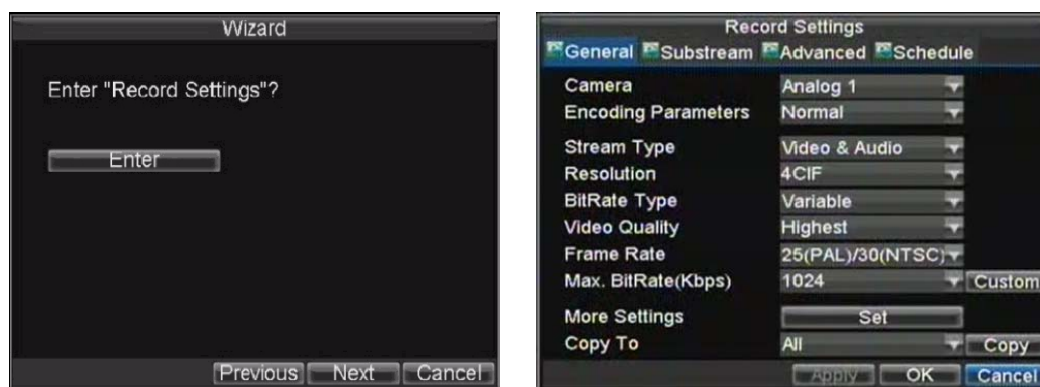 Wizard
Enter "Record Settings"?
Enter
Previous Next Cancel
Record Settings
General Substream Advanced Schedule
Camera Analog 1
Encoding Parameters Normal
Stream Type Video & Audio
Resolution 4CIF
BitRate Type Variable
Video Quality Highest
Frame Rate 25(PAL)/30(NTSC)
Max. BitRate(Kbps) 1024 Custom
More Settings Set
Copy To All Copy
Apply OK Cancel